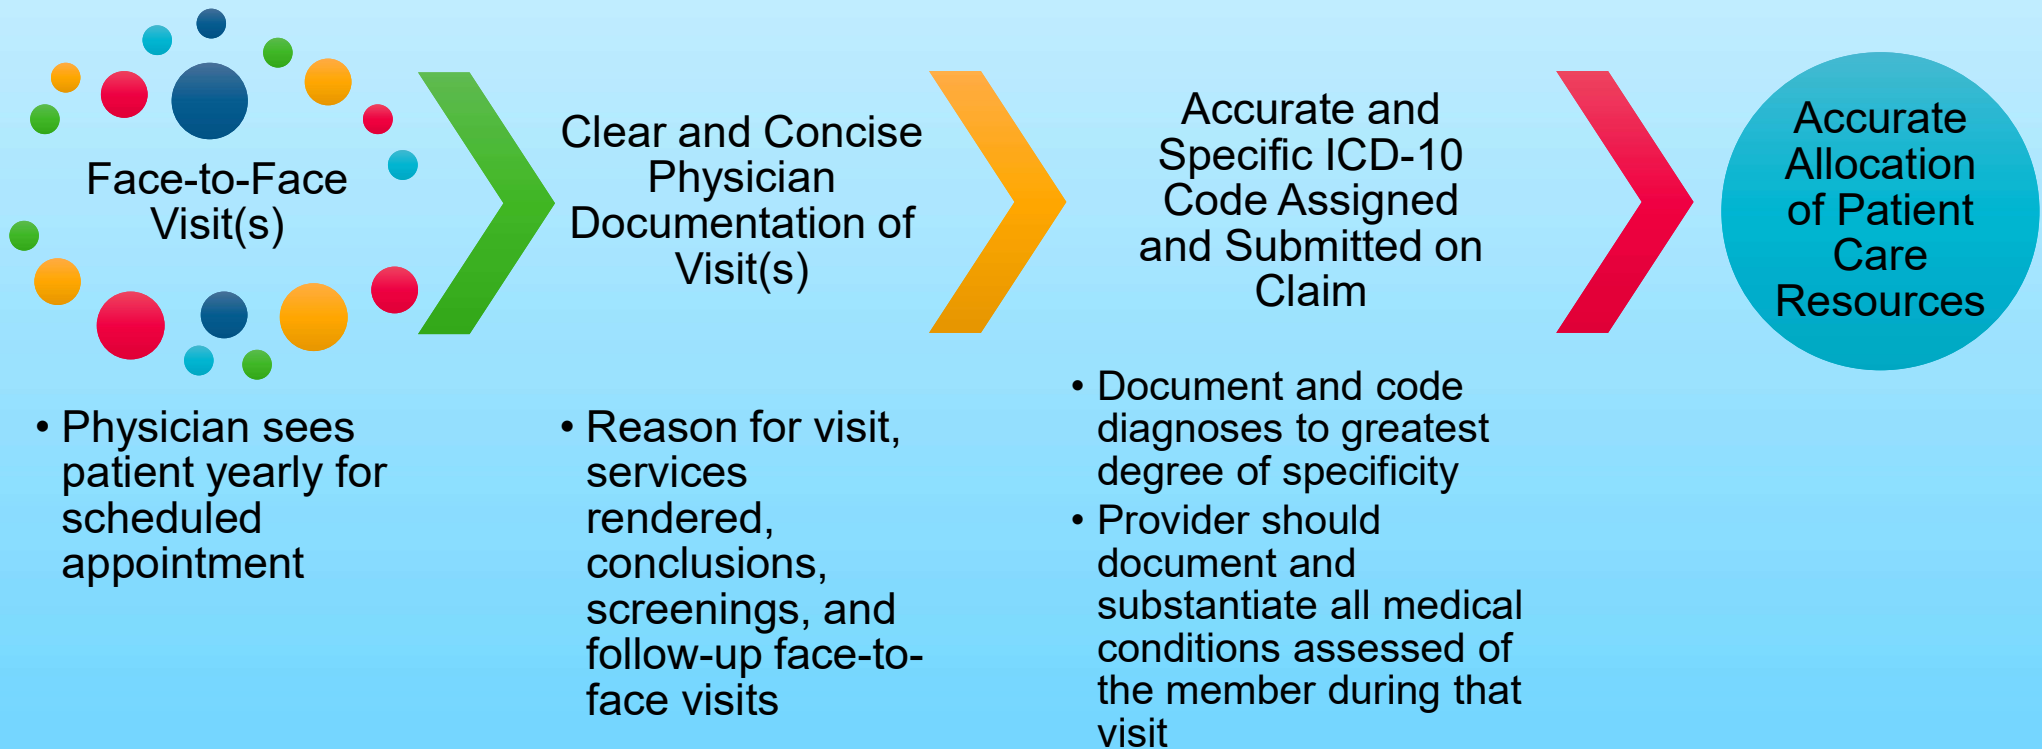 Face-to-Face
Visit(s)
• Physician sees
patient yearly for
scheduled
appointment
Clear and Concise
Physician
Documentation of
Visit(s)
• Reason for visit,
services
rendered,
conclusions,
screenings, and
follow-up face-to-
face visits
Accurate and
Specific ICD-10
Code Assigned
and Submitted on
Claim
• Document and code
diagnoses to greatest
degree of specificity
• Provider should
document and
substantiate all medical
conditions assessed of
the member during that
visit
Accurate
Allocation
of Patient
Care
Resources